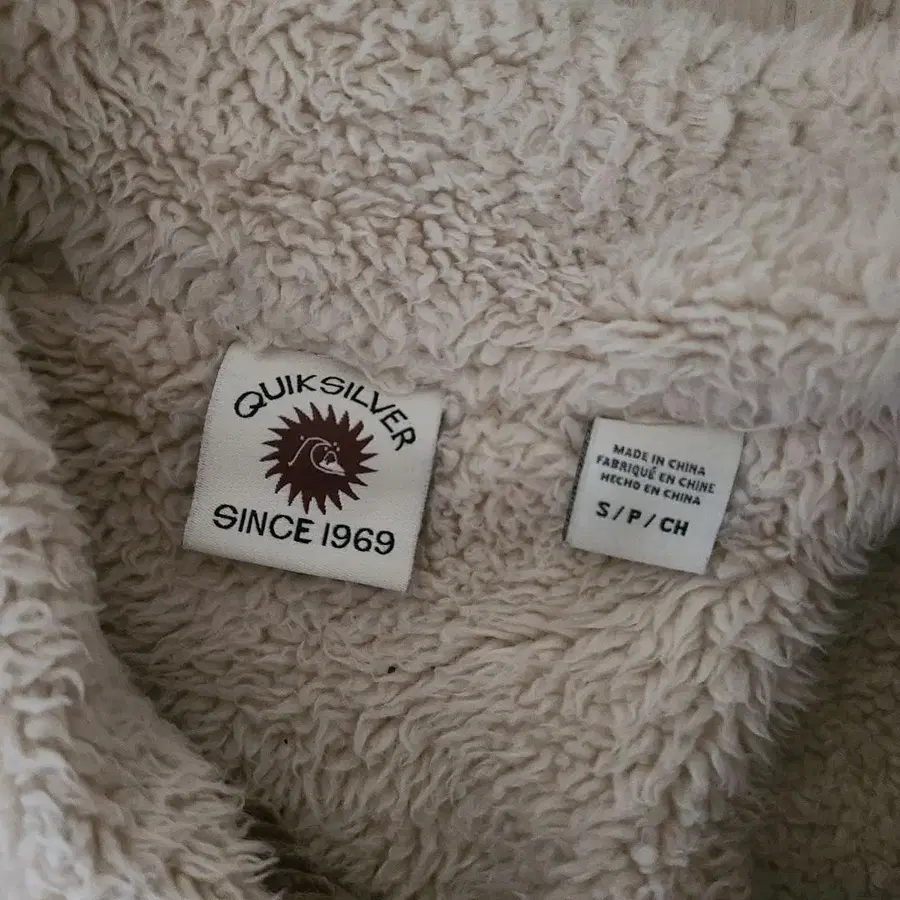 QUIKSILVER
SINCE 1969
MADE IN CHINA
FABRIQUÉ EN CHINE
HECHO EN CHINA
S/P/CH